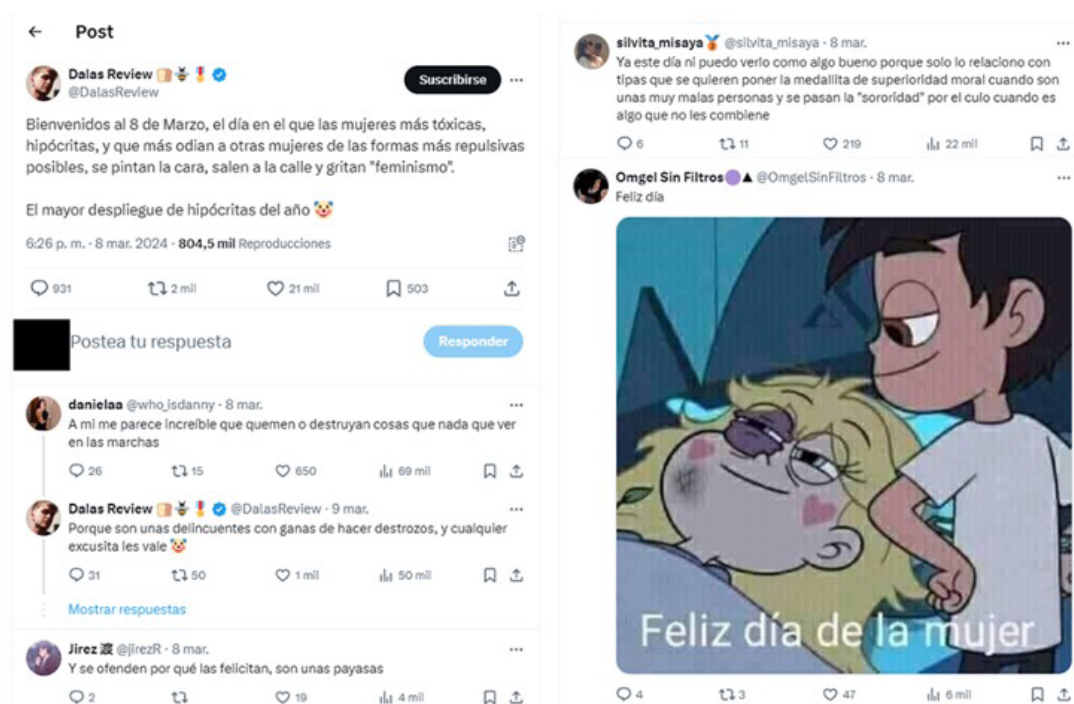 Post
Dalas Review
@DalasReview
Suscribirse
Bienvenidos al 8 de Marzo, el día en el que las mujeres más tóxicas,
hipócritas, y que más odian a otras mujeres de las formas más repulsivas
posibles, se pintan la cara, salen a la calle y gritan "feminismo".
El mayor despliegue de hipócritas del año 🤡
6:26 p. m. · 8 mar. 2024 · 804,5 mil Reproducciones
931 2 mil 21 mil 503
Postea tu respuesta
Responder
danielaa @who_isdanny · 8 mar.
A mi me parece increíble que quemen o destruyan cosas que nada que ver
en las marchas
26 15 650 69 mil
Dalas Review @DalasReview · 9 mar.
Porque son unas delincuentes con ganas de hacer destrozos, y cualquier
excusita les vale 🤡
31 50 1 mil 50 mil
Mostrar respuestas
Jirez 渡 @jirezR · 8 mar.
Y se ofenden por qué las felicitan, son unas payasas
2 19 4 mil
silvita_misaya @silvita_misaya · 8 mar.
Ya este día ni puedo verlo como algo bueno porque solo lo relaciono con
tipas que se quieren poner la medallita de superioridad moral cuando son
unas muy malas personas y se pasan la "sororidad" por el culo cuando es
algo que no les combiene
6 11 219 22 mil
Omgel Sin Filtros @OmgelSinFiltros · 8 mar.
Feliz día
Feliz día de la mujer
4 3 47 6 mil